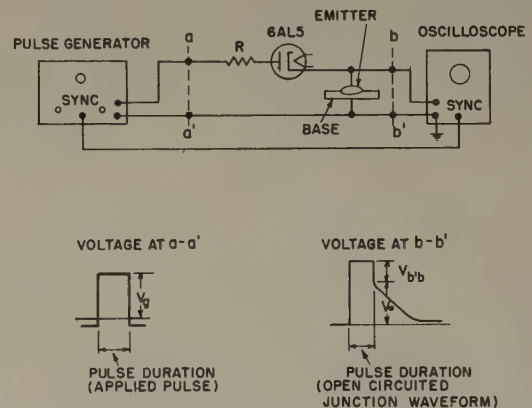 EMITTER
6AL5
OSCILLOSCOPE
PULSE GENERATOR
a
R
b
SYNC
SYNC
a'
BASE
b'
VOLTAGE AT a-a'
VOLTAGE AT b-b'
Vg
Vb'b
Ve
PULSE DURATION
(APPLIED PULSE)
PULSE DURATION
(OPEN CIRCUITED
JUNCTION WAVEFORM)